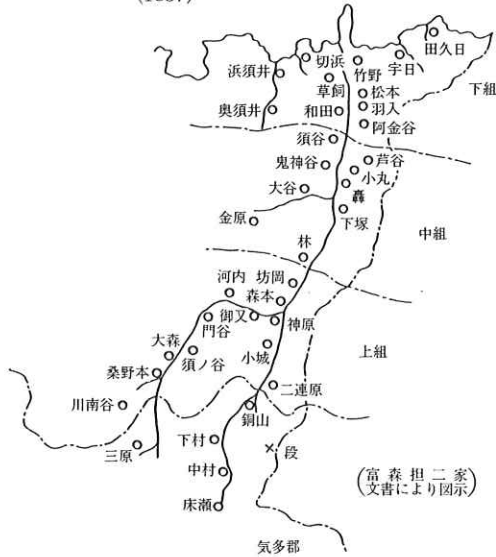 田久日
切浜
竹野
宇日
浜須井
草飼
松本
下組
奥須井
和田
羽入
阿金谷
須谷
鬼神谷
芦谷
小丸
大谷
轟
金原
下塚
中組
林
河内
坊岡
森本
御又
神原
門谷
大森
小城
上組
須ノ谷
桑野本
二連原
川南谷
銅山
下村
段
三原
中村
(富森担二家
文書により図示)
床瀬
気多郡